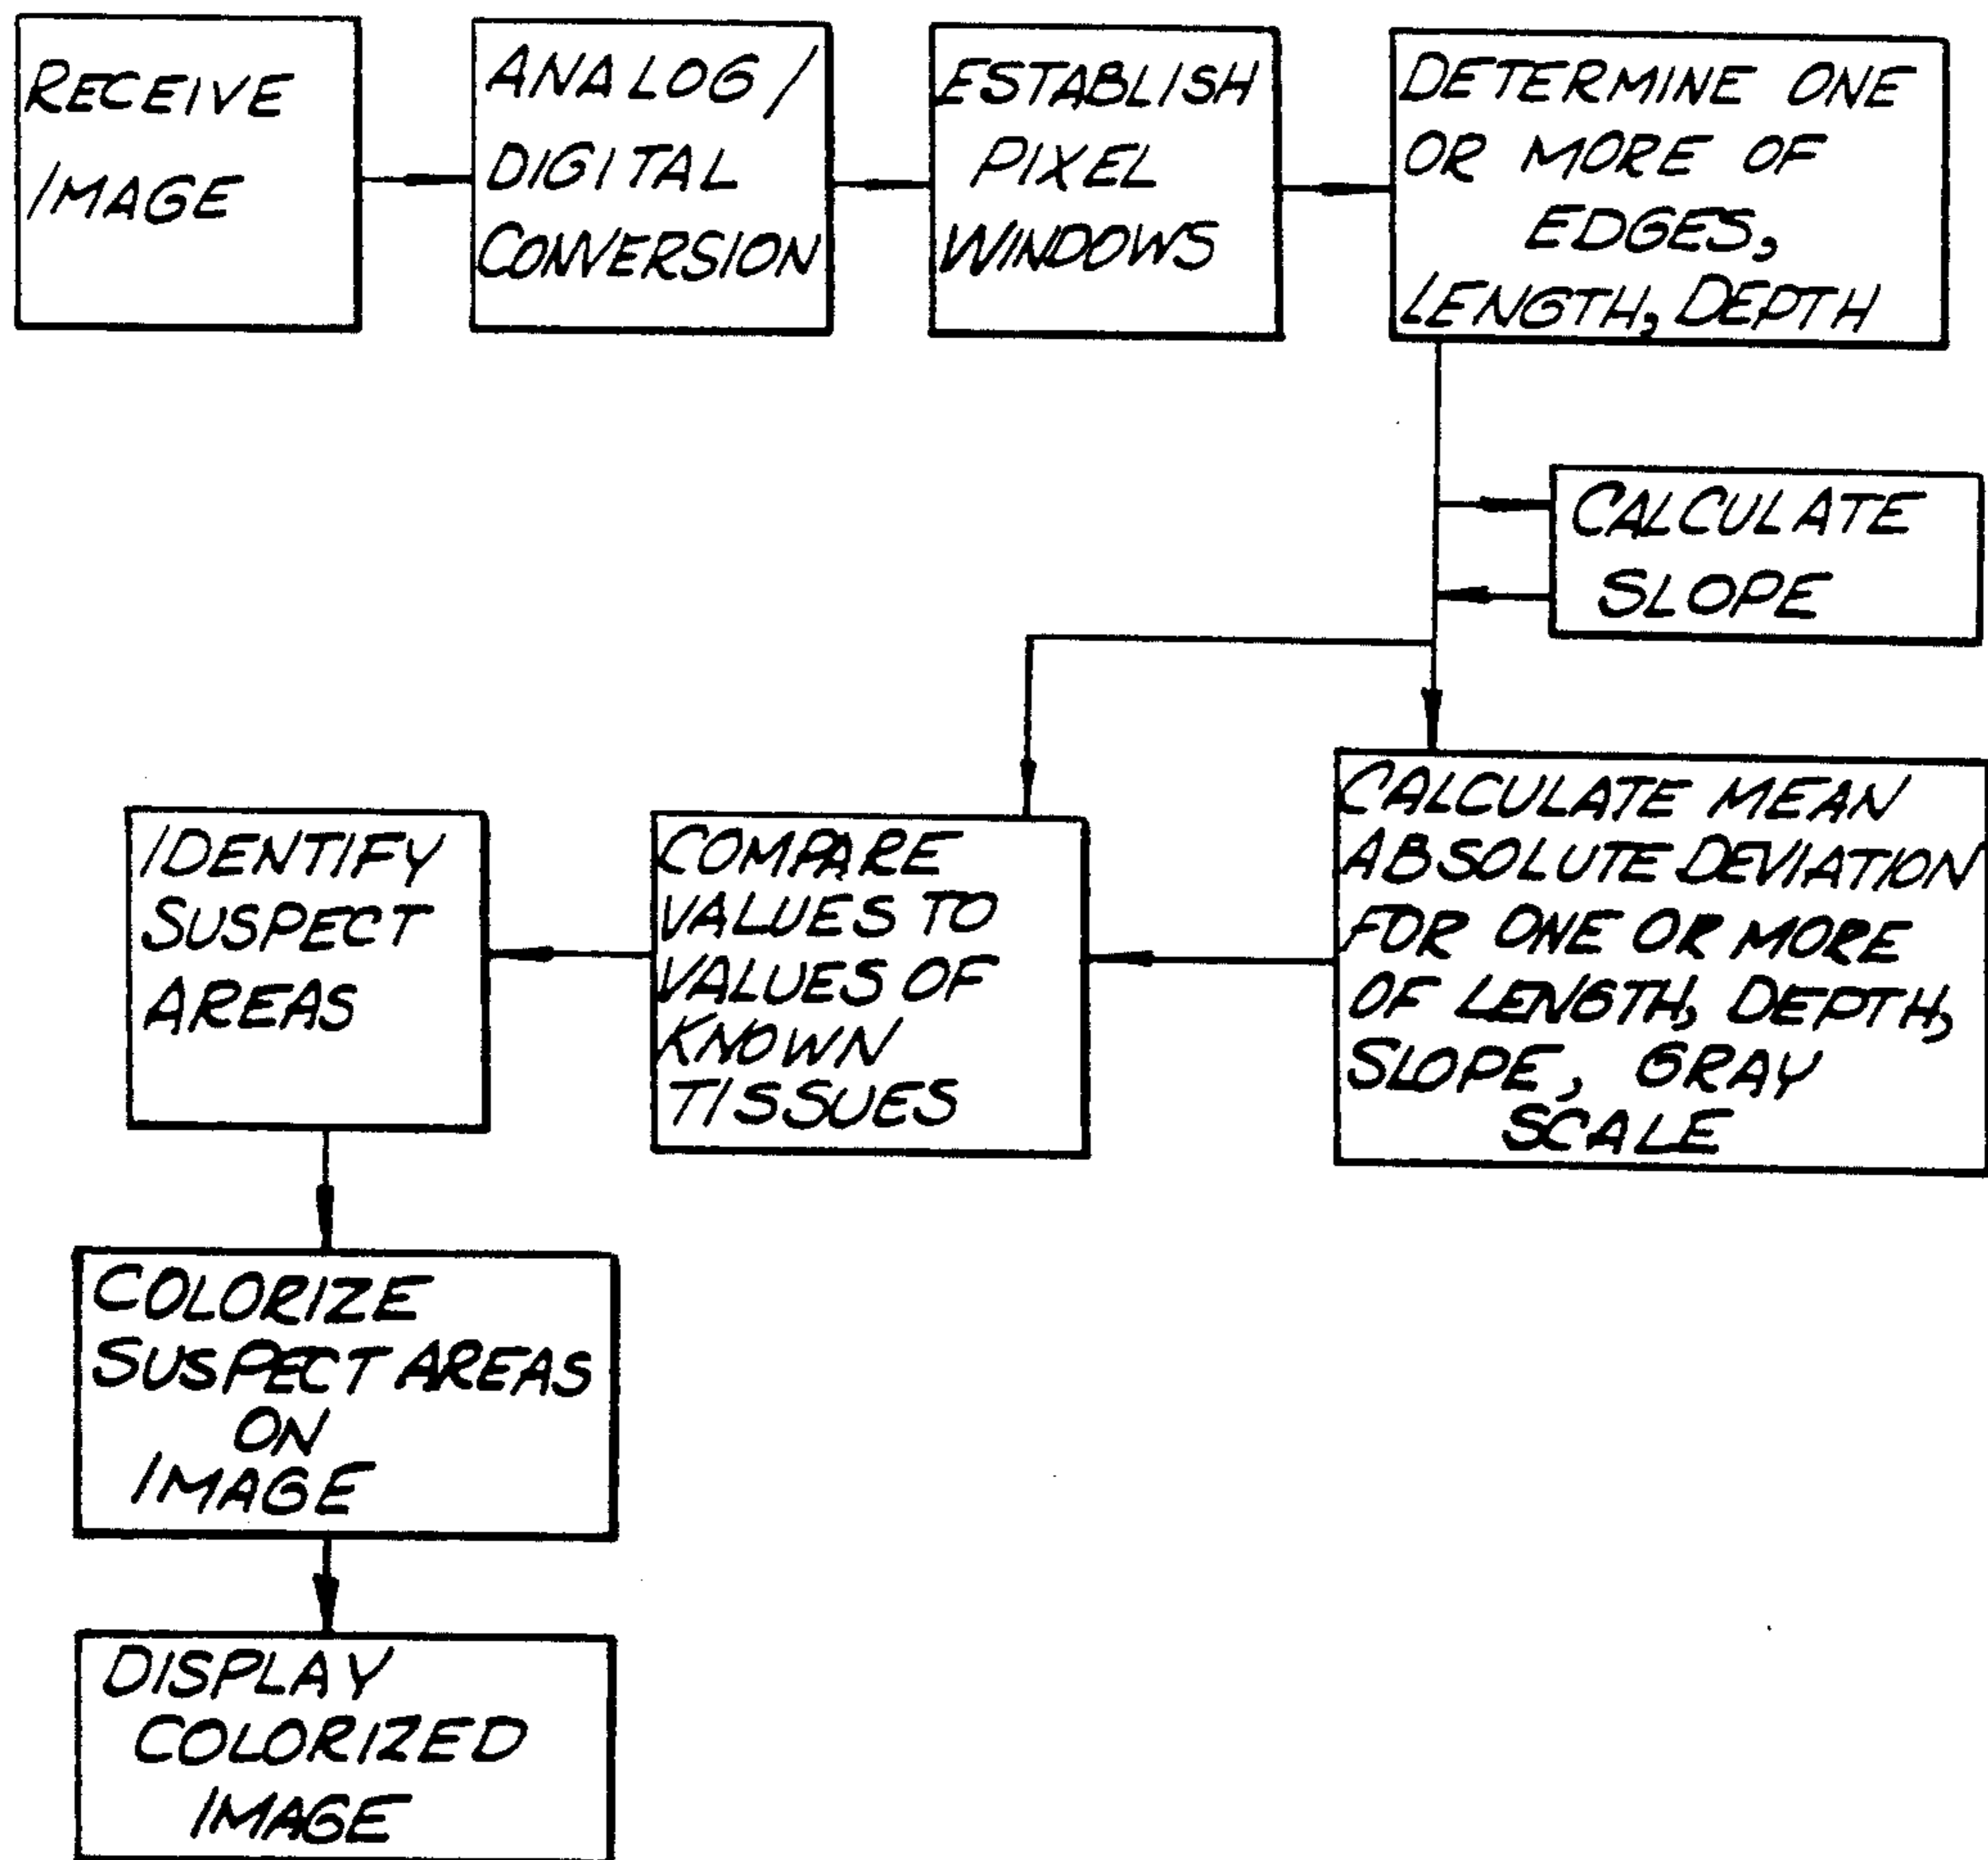 RECEIVE
IMAGE
ANALOG/
DIGITAL
CONVERSION
ESTABLISH
PIXEL
WINDOWS
DETERMINE ONE
OR MORE OF
EDGES,
LENGTH, DEPTH
CALCULATE
SLOPE
CALCULATE MEAN
ABSOLUTE DEVIATION
FOR ONE OR MORE
OF LENGTH, DEPTH,
SLOPE, GRAY
SCALE
COMPARE
VALUES TO
VALUES OF
KNOWN
TISSUES
IDENTIFY
SUSPECT
AREAS
COLORIZE
SUSPECT AREAS
ON
IMAGE
DISPLAY
COLORIZED
IMAGE